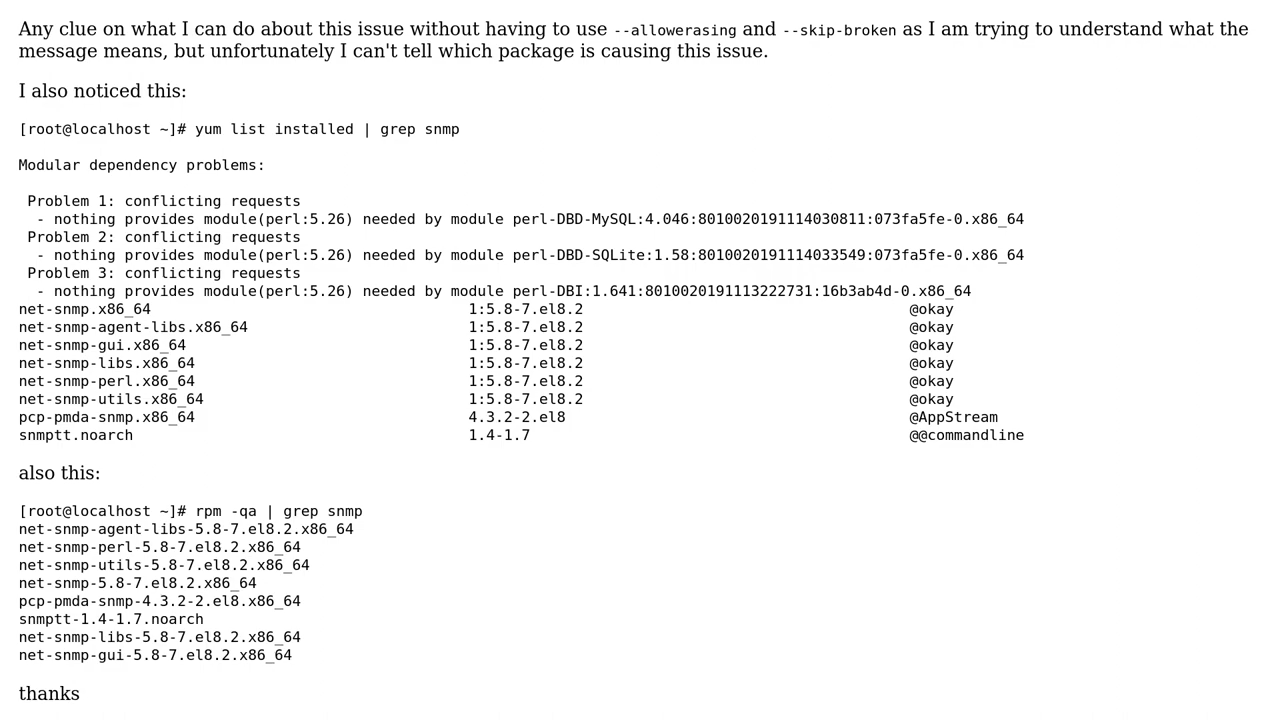 Any clue on what I can do about this issue without having to use --allowerasing and --skip-broken as I am trying to understand what the
message means, but unfortunately I can't tell which package is causing this issue.
I also noticed this:
[root@localhost ~]# yum list installed | grep snmp
Modular dependency problems:
Problem 1: conflicting requests
- nothing provides module(perl:5.26) needed by module perl-DBD-MySQL:4.046:8010020191114030811:073fa5fe-0.x86_64
Problem 2: conflicting requests
- nothing provides module(perl:5.26) needed by module perl-DBD-SQLite:1.58:8010020191114033549:073fa5fe-0.x86_64
Problem 3: conflicting requests
- nothing provides module(perl:5.26) needed by module perl-DBI:1.641:8010020191113222731:16b3ab4d-0.x86_64
net-snmp.x86_64 1:5.8-7.el8.2 @okay
net-snmp-agent-libs.x86_64 1:5.8-7.el8.2 @okay
net-snmp-gui.x86_64 1:5.8-7.el8.2 @okay
net-snmp-libs.x86_64 1:5.8-7.el8.2 @okay
net-snmp-perl.x86_64 1:5.8-7.el8.2 @okay
net-snmp-utils.x86_64 1:5.8-7.el8.2 @okay
pcp-pmda-snmp.x86_64 4.3.2-2.el8 @AppStream
snmptt.noarch 1.4-1.7 @@commandline
also this:
[root@localhost ~]# rpm -qa | grep snmp
net-snmp-agent-libs-5.8-7.el8.2.x86_64
net-snmp-perl-5.8-7.el8.2.x86_64
net-snmp-utils-5.8-7.el8.2.x86_64
net-snmp-5.8-7.el8.2.x86_64
pcp-pmda-snmp-4.3.2-2.el8.x86_64
snmptt-1.4-1.7.noarch
net-snmp-libs-5.8-7.el8.2.x86_64
net-snmp-gui-5.8-7.el8.2.x86_64
thanks